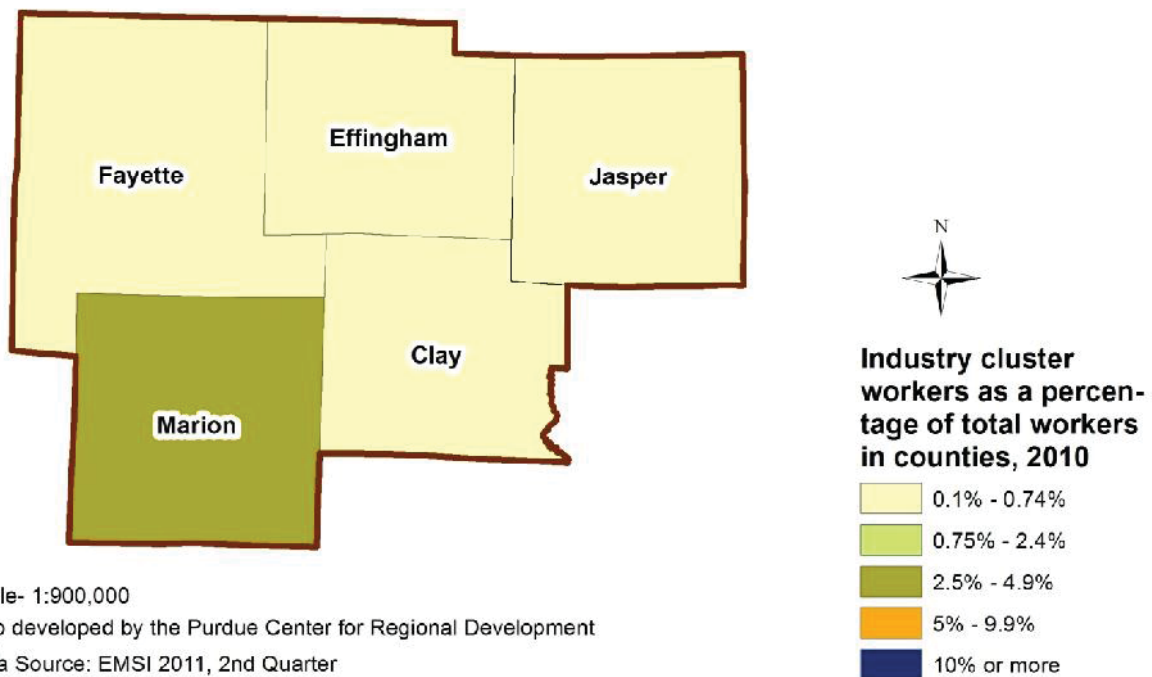 Effingham
Fayette
Jasper
Clay
Marion
N
Industry cluster
workers as a percen-
tage of total workers
in counties, 2010
0.1% - 0.74%
0.75% - 2.4%
2.5% - 4.9%
5% - 9.9%
10% or more
le- 1:900,000
developed by the Purdue Center for Regional Development
a Source: EMSI 2011, 2nd Quarter